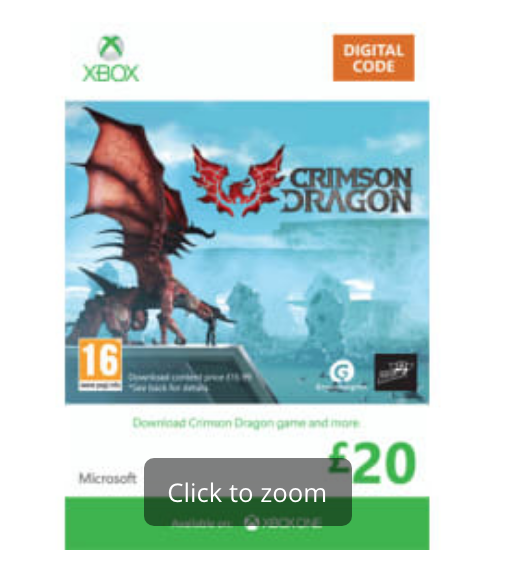 XBOX
DIGITAL
CODE
CRIMSON
DRAGON
16
www.pegi.info
Download content price £15.99
*See back for details.
Download Crimson Dragon game and more.
£20
Microsoft
Click to zoom
Available on XBOX ONE